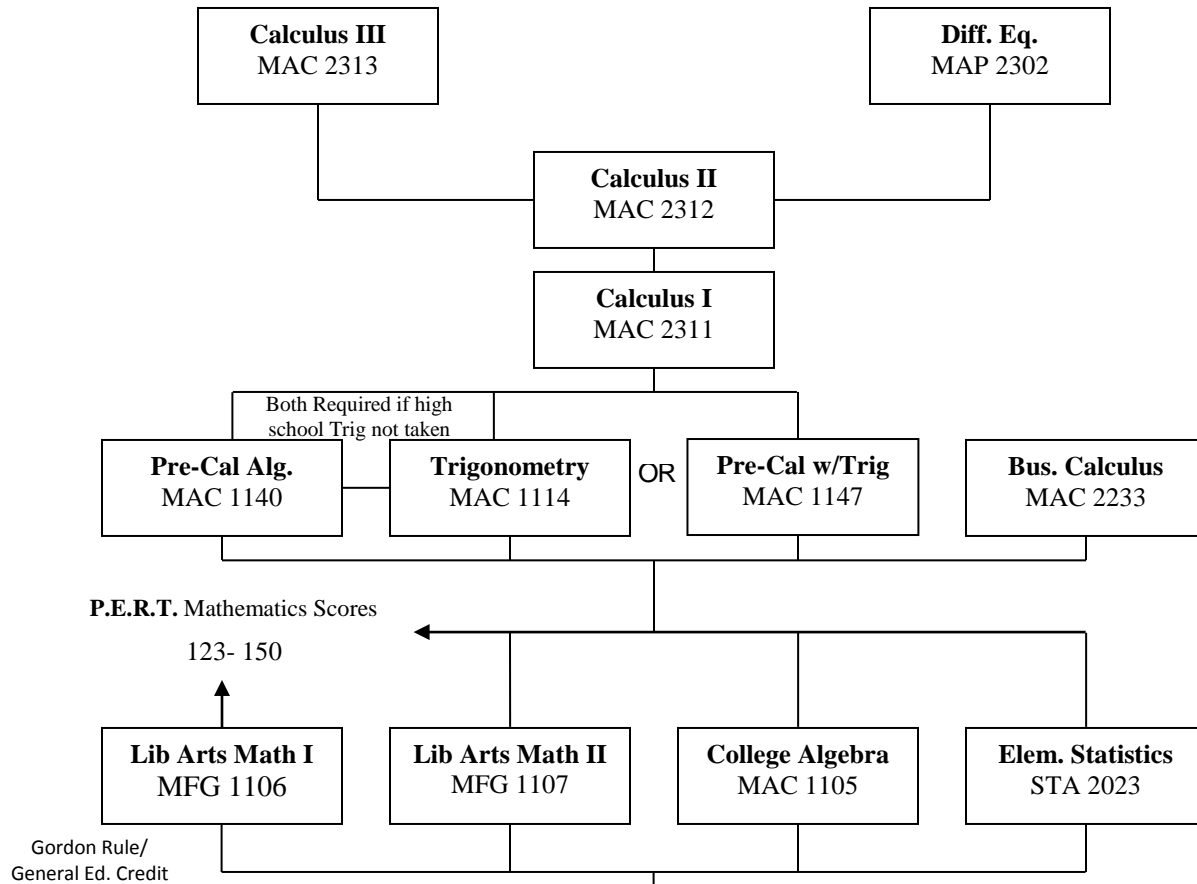 Calculus III
MAC 2313
Diff. Eq.
MAP 2302
Calculus II
MAC 2312
Calculus I
MAC 2311
Both Required if high
school Trig not taken
Pre-Cal Alg.
MAC 1140
Trigonometry
MAC 1114
OR
Pre-Cal w/Trig
MAC 1147
Bus. Calculus
MAC 2233
P.E.R.T. Mathematics Scores
123- 150
Lib Arts Math I
MFG 1106
Lib Arts Math II
MFG 1107
College Algebra
MAC 1105
Elem. Statistics
STA 2023
Gordon Rule/
General Ed. Credit